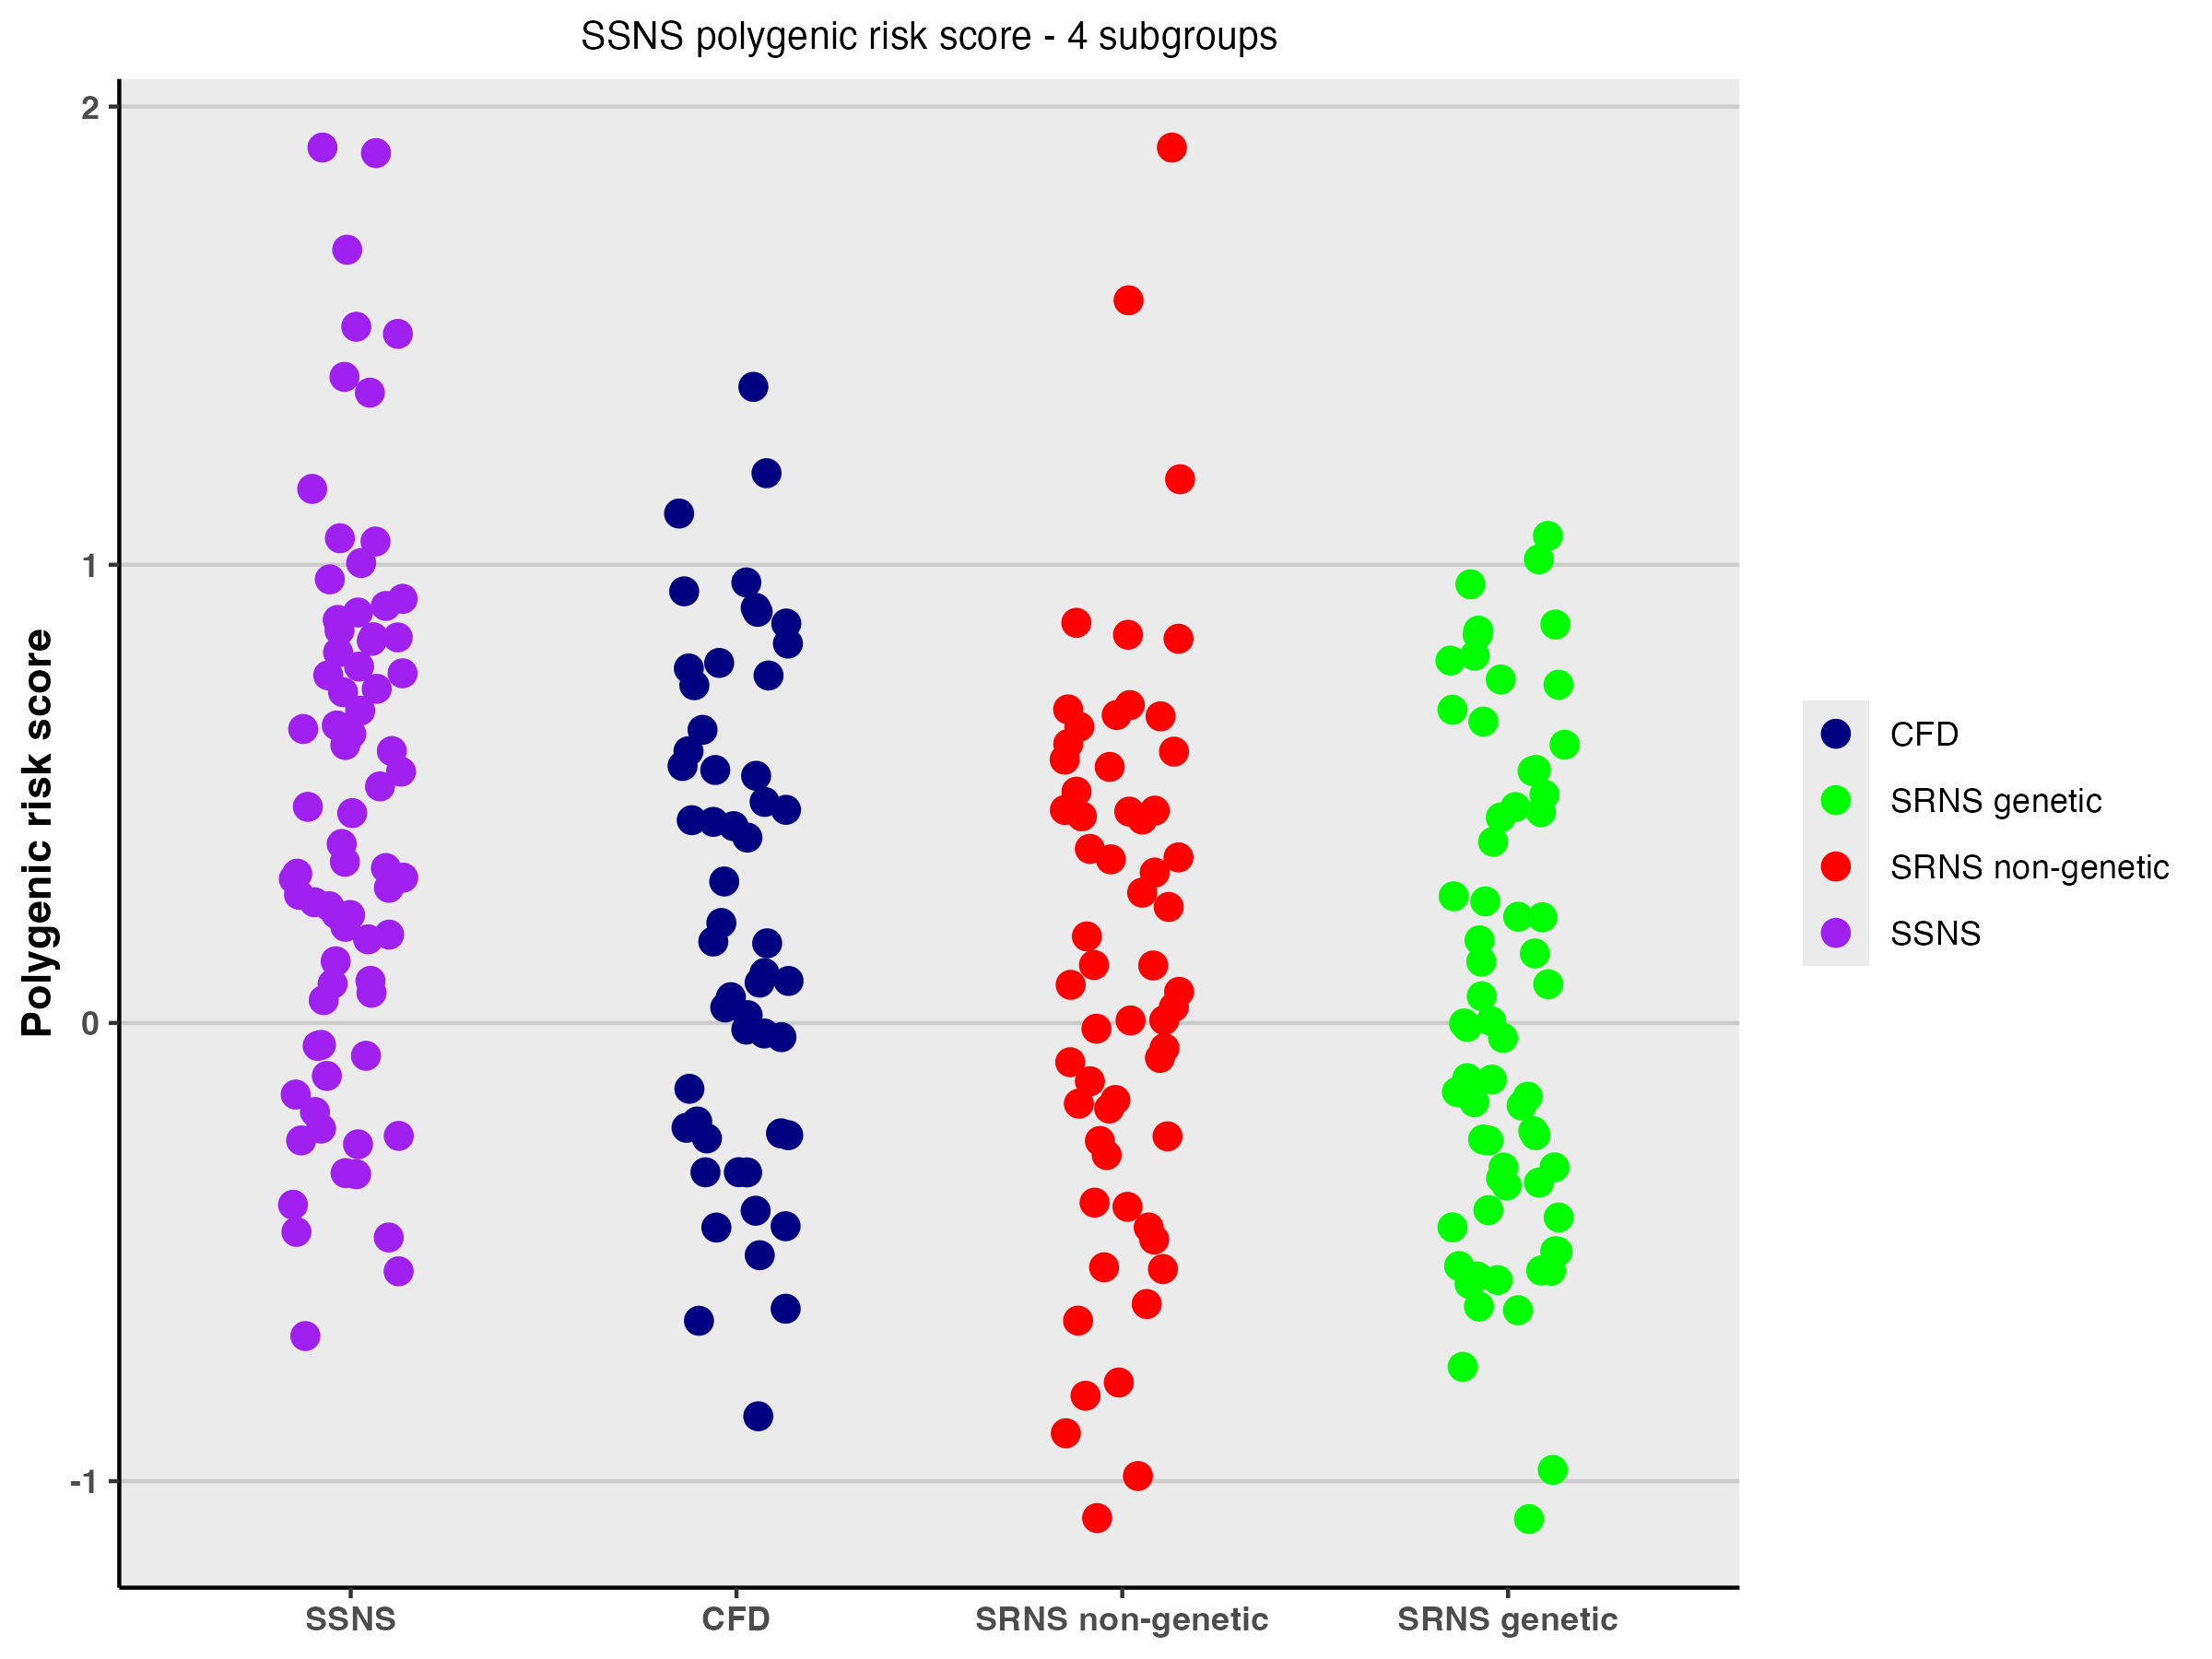 SSNS polygenic risk score - 4 subgroups
Polygenic risk score
2
1
0
-1
SSNS
CFD
SRNS non-genetic
SRNS genetic
CFD
SRNS genetic
SRNS non-genetic
SSNS